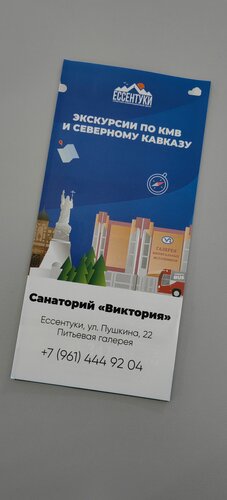 ЕССЕНТУКИ
ЭКСКУРСИИ ПО КМВ
И СЕВЕРНОМУ КАВКАЗУ
ГАЛЕРЕЯ
BUS
Санаторий «Виктория»
Ессентуки, ул. Пушкина, 22
Питьевая галерея
+7 (961) 444 92 04